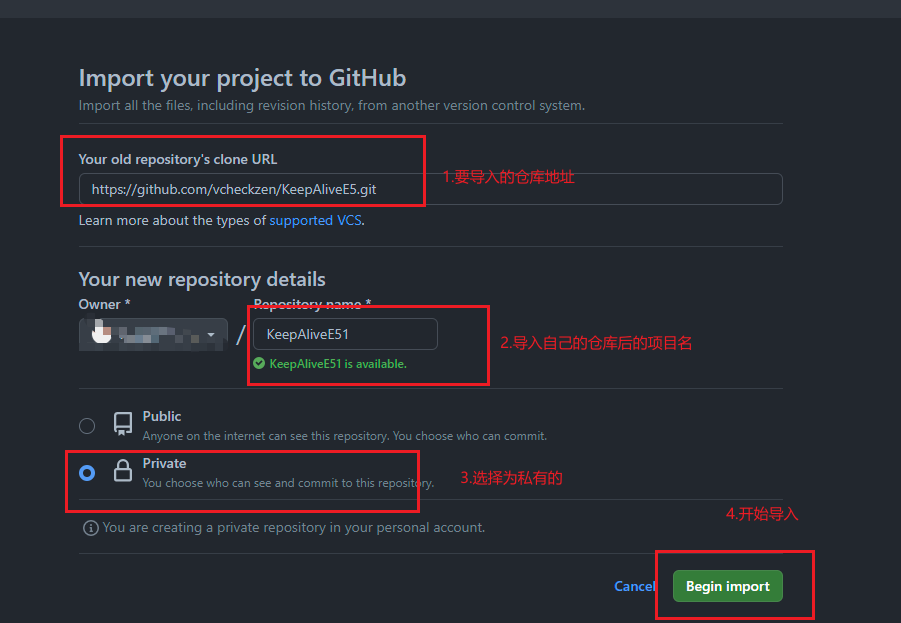 Import your project to GitHub
Import all the files, including revision history, from another version control system.
Your old repository's clone URL
https://github.com/vcheckzen/KeepAliveE5.git
1.要导入的仓库地址
Learn more about the types of supported VCS.
Your new repository details
Owner *
Repository name *
/
KeepAliveE51
2.导入自己的仓库后的项目名
KeepAliveE51 is available.
Public
Anyone on the internet can see this repository. You choose who can commit.
Private
You choose who can see and commit to this repository.
3.选择为私有的
4.开始导入
You are creating a private repository in your personal account.
Cancel
Begin import